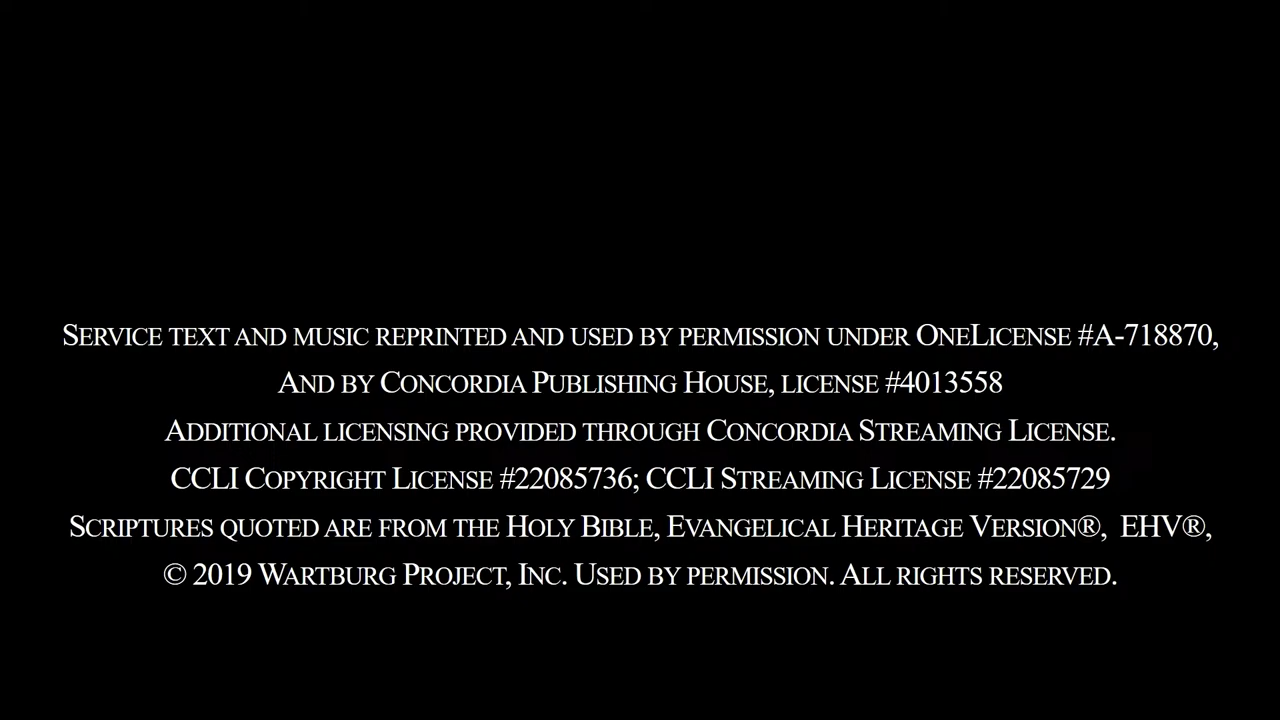 Service text and music reprinted and used by permission under OneLicense #A-718870,
And by Concordia Publishing House, license #4013558
Additional licensing provided through Concordia Streaming License.
CCLI Copyright License #22085736; CCLI Streaming License #22085729
Scriptures quoted are from the Holy Bible, Evangelical Heritage Version®, EHV®,
© 2019 Wartburg Project, Inc. Used by permission. All rights reserved.